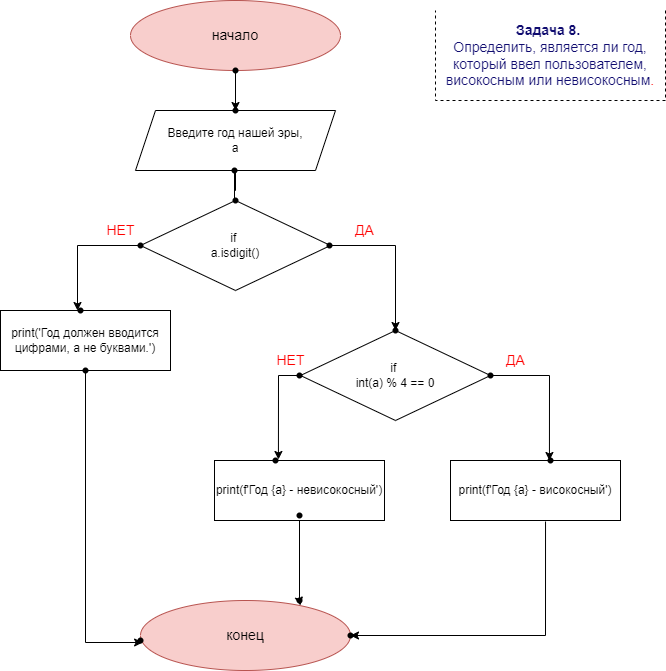 начало
Задача 8.
Определить, является ли год,
который ввел пользователем,
високосным или невисокосным.
Введите год нашей эры,
a
if
a.isdigit()
НЕТ
ДА
print('Год должен вводится
цифрами, а не буквами.')
if
int(a) % 4 == 0
НЕТ
ДА
print(f'Год {a} - невисокосный')
print(f'Год {a} - високосный')
конец